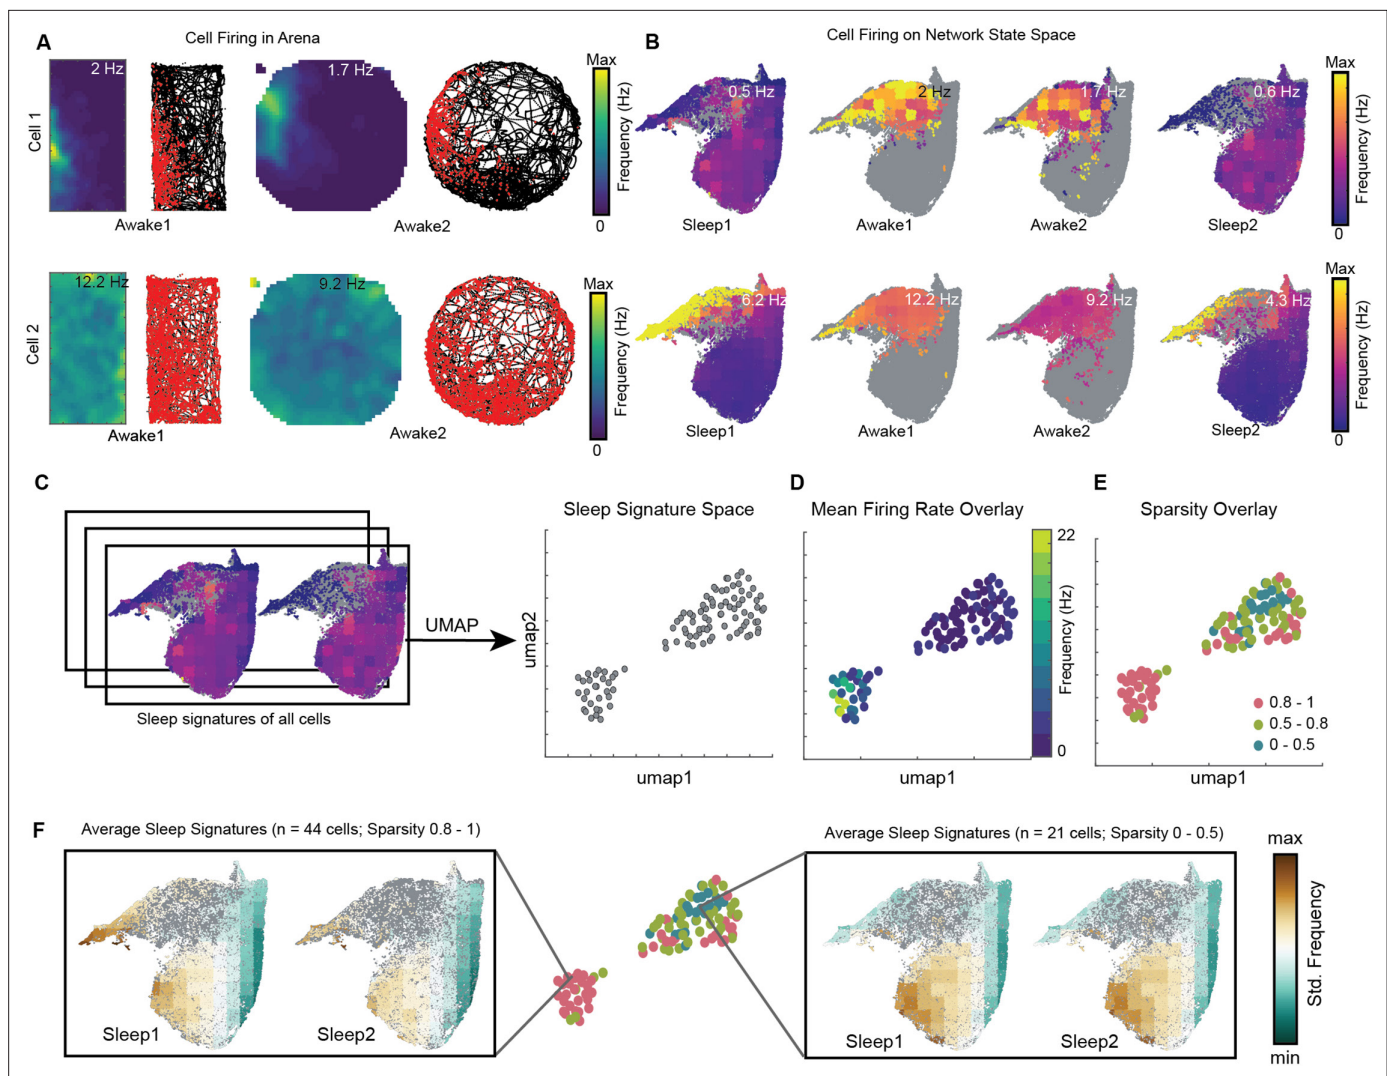 A
Cell Firing in Arena
B
Cell Firing on Network State Space
Cell 1
2 Hz
1.7 Hz
Max
Frequency (Hz)
0
Awake1
Awake2
0.5 Hz
2 Hz
1.7 Hz
0.6 Hz
Max
Frequency (Hz)
0
Sleep1
Awake1
Awake2
Sleep2
Cell 2
12.2 Hz
9.2 Hz
Max
Frequency (Hz)
0
Awake1
Awake2
6.2 Hz
12.2 Hz
9.2 Hz
4.3 Hz
Max
Frequency (Hz)
0
Sleep1
Awake1
Awake2
Sleep2
C
UMAP
Sleep signatures of all cells
Sleep Signature Space
umap2
umap1
D
Mean Firing Rate Overlay
22
Frequency (Hz)
0
umap1
E
Sparsity Overlay
0.8 - 1
0.5 - 0.8
0 - 0.5
umap1
F
Average Sleep Signatures (n = 44 cells; Sparsity 0.8 - 1)
Sleep1
Sleep2
Average Sleep Signatures (n = 21 cells; Sparsity 0 - 0.5)
Sleep1
Sleep2
max
Std. Frequency
min